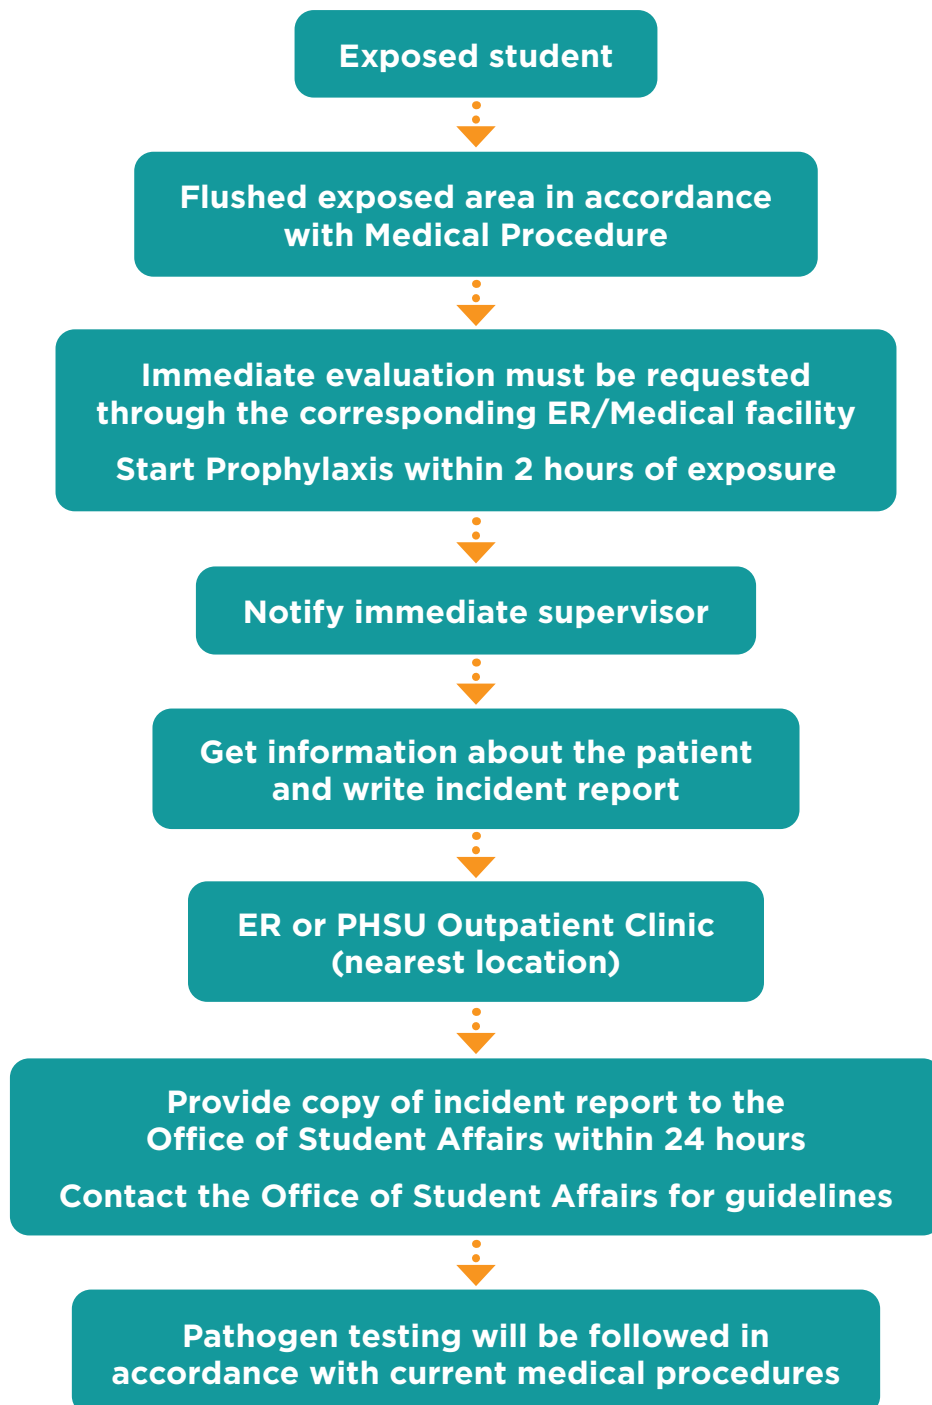 Exposed student
Flushed exposed area in accordance
with Medical Procedure
Immediate evaluation must be requested
through the corresponding ER/Medical facility
Start Prophylaxis within 2 hours of exposure
Notify immediate supervisor
Get information about the patient
and write incident report
ER or PHSU Outpatient Clinic
(nearest location)
Provide copy of incident report to the
Office of Student Affairs within 24 hours
Contact the Office of Student Affairs for guidelines
Pathogen testing will be followed in
accordance with current medical procedures